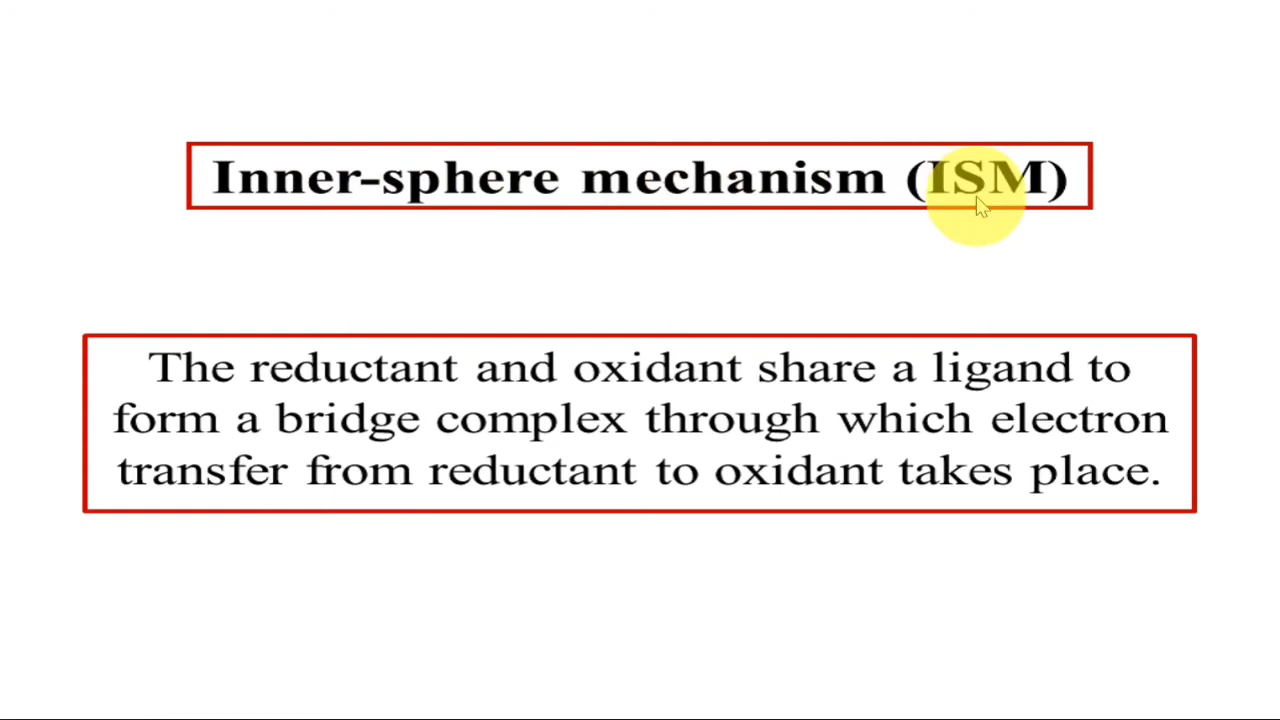 Inner-sphere mechanism (ISM)
The reductant and oxidant share a ligand to
form a bridge complex through which electron
transfer from reductant to oxidant takes place.